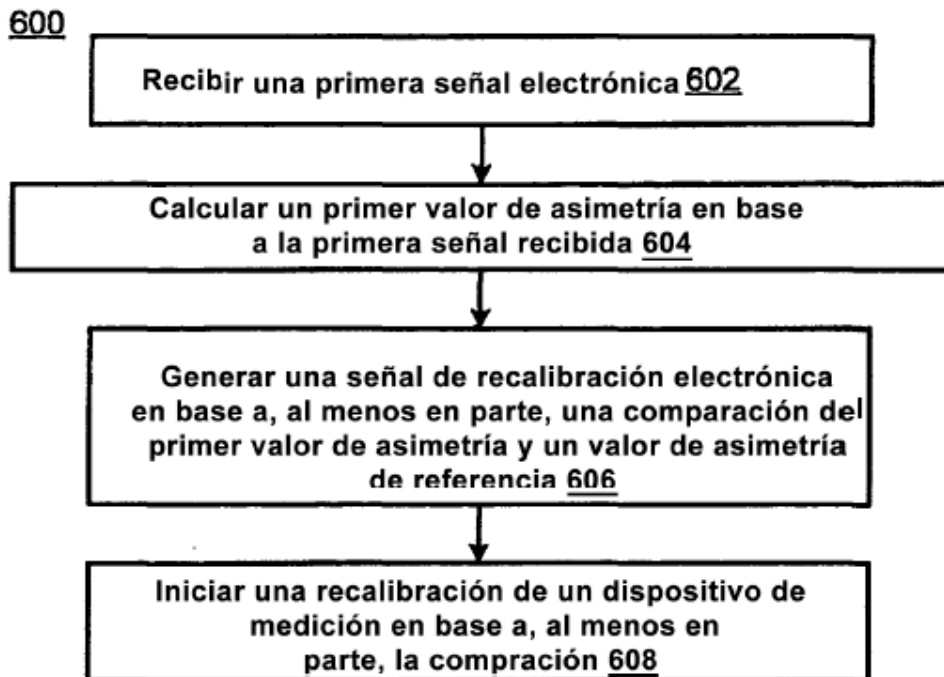 600
Recibir una primera señal electrónica 602
Calcular un primer valor de asimetría en base
a la primera señal recibida 604
Generar una señal de recalibración electrónica
en base a, al menos en parte, una comparación del
primer valor de asimetría y un valor de asimetría
de referencia 606
Iniciar una recalibración de un dispositivo de
medición en base a, al menos en
parte, la compración 608